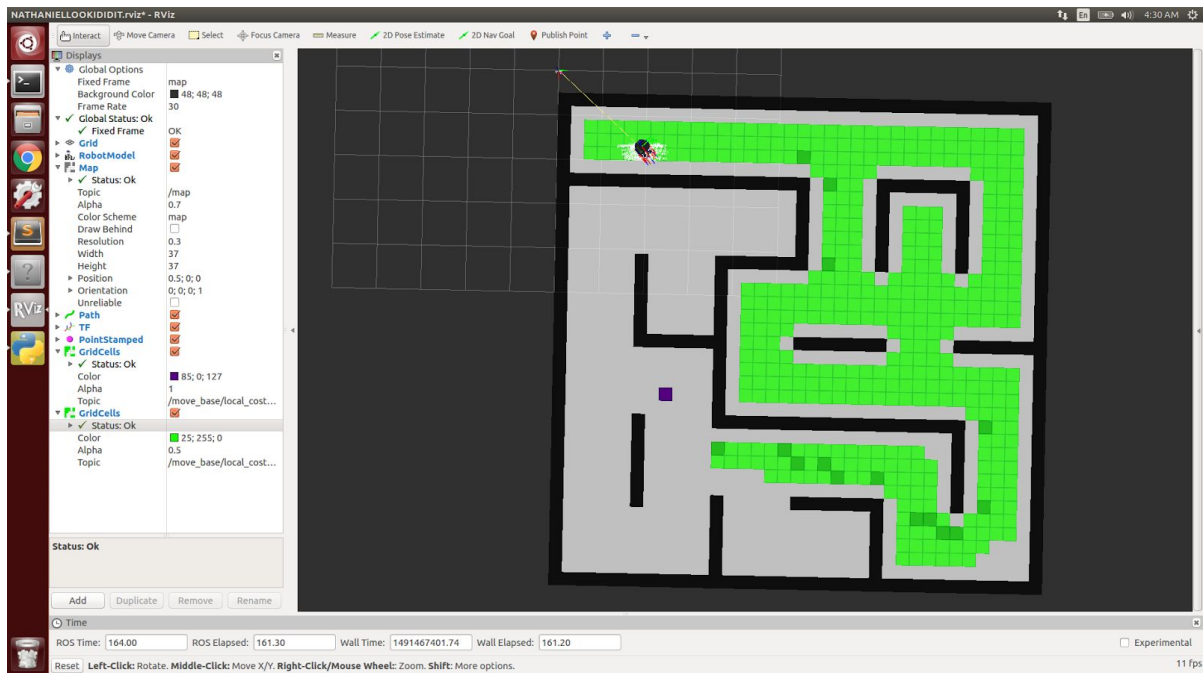 NATHANIELLOOKIDIDIT.rviz* - RViz
En 4:30 AM
Interact Move Camera Select Focus Camera Measure 2D Pose Estimate 2D Nav Goal Publish Point
Displays
Global Options
Fixed Frame map
Background Color 48; 48; 48
Frame Rate 30
Global Status: Ok
Fixed Frame OK
Grid
RobotModel
Map
Status: Ok
Topic /map
Alpha 0.7
Color Scheme map
Draw Behind
Resolution 0.3
Width 37
Height 37
Position 0.5; 0; 0
Orientation 0; 0; 0; 1
Unreliable
Path
TF
PointStamped
GridCells
Status: Ok
Color 85; 0; 127
Alpha 1
Topic /move_base/local_cost...
GridCells
Status: Ok
Color 25; 255; 0
Alpha 0.5
Topic /move_base/local_cost...
Status: Ok
Add Duplicate Remove Rename
Time
ROS Time: 164.00 ROS Elapsed: 161.30 Wall Time: 1491467401.74 Wall Elapsed: 161.20 Experimental
Reset Left-Click: Rotate. Middle-Click: Move X/Y. Right-Click/Mouse Wheel:: Zoom. Shift: More options. 11 fps
RViz